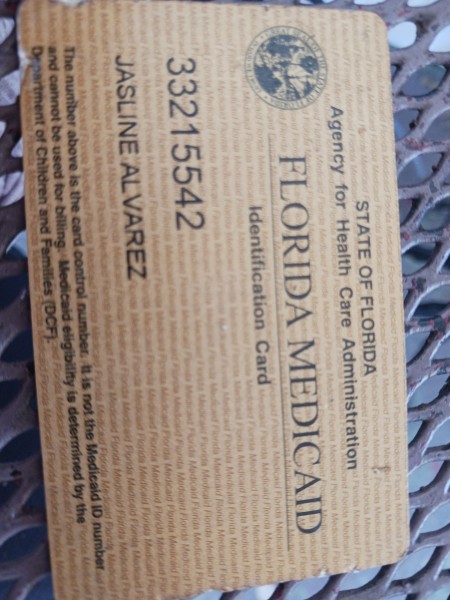 STATE OF FLORIDA
Agency for Health Care Administration
FLORIDA MEDICAID
Identification Card
33215542
JASLINE ALVAREZ
The number above is the card control number. It is not the Medicaid ID number
and cannot be used for billing. Medicaid eligibility is determined by the
Department of Children and Families (DCF).